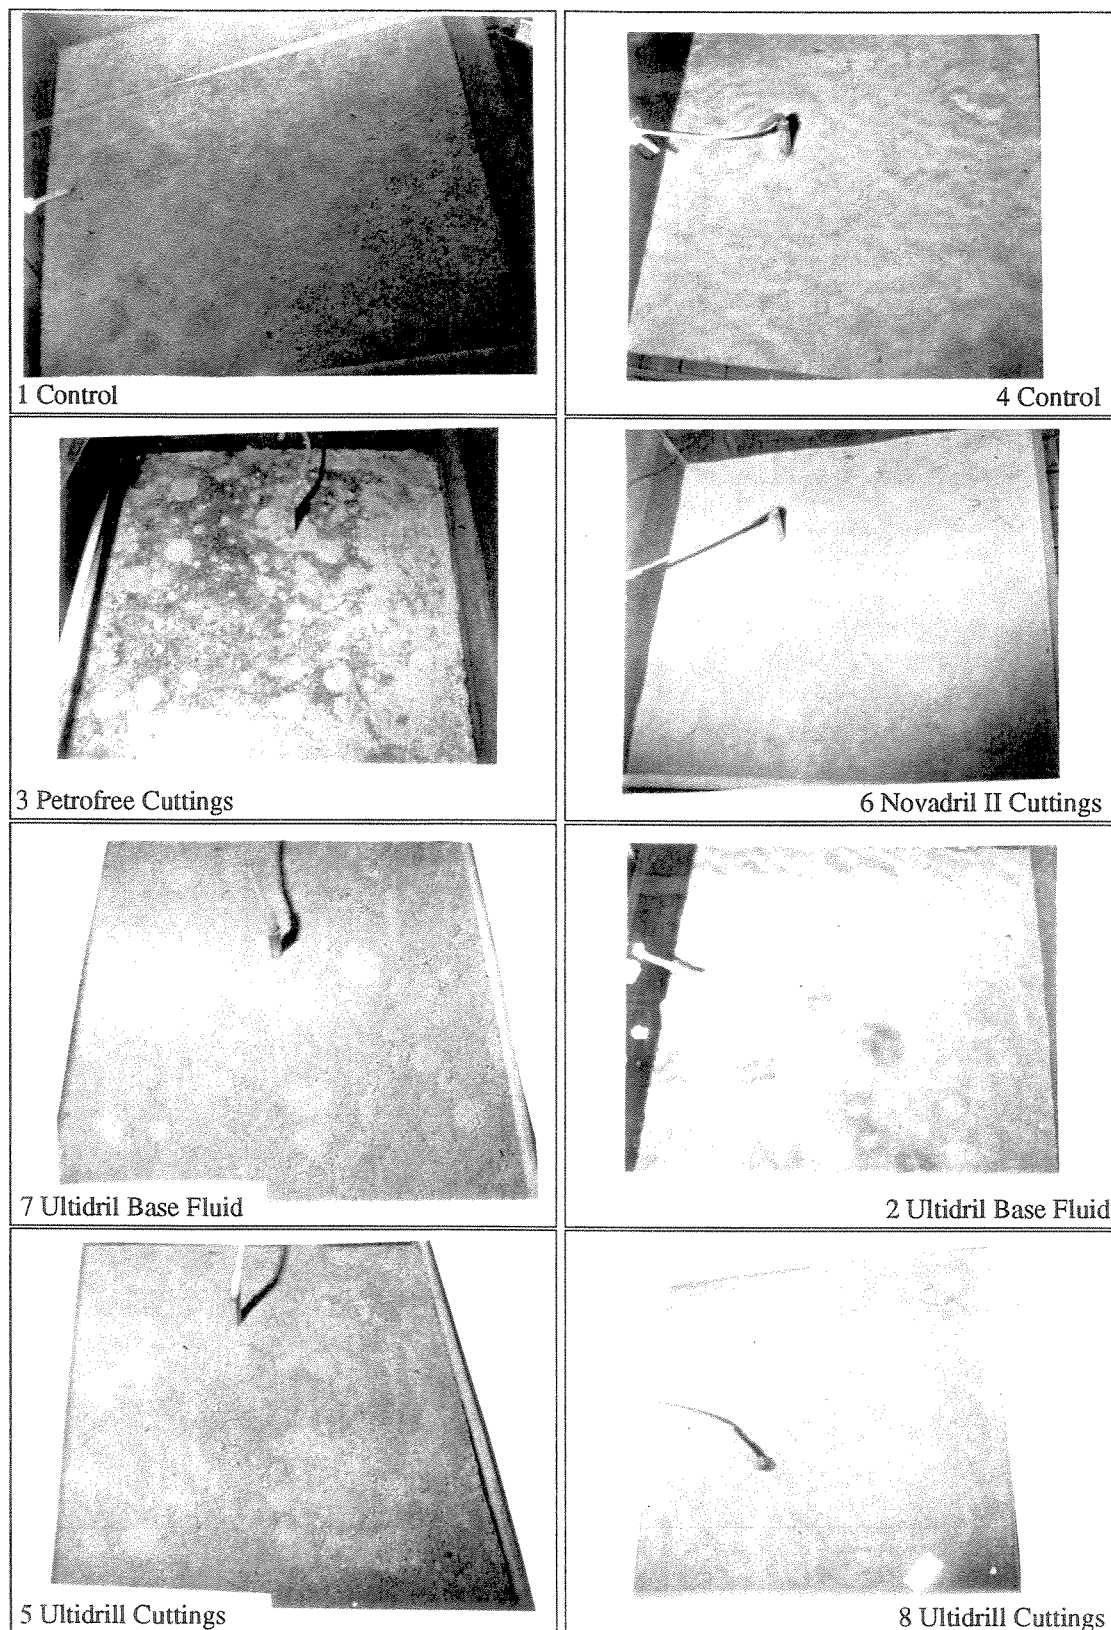 1 Control
4 Control
3 Petrofree Cuttings
6 Novadril II Cuttings
7 Ultidril Base Fluid
2 Ultidril Base Fluid
5 Ultidrill Cuttings
8 Ultidrill Cuttings